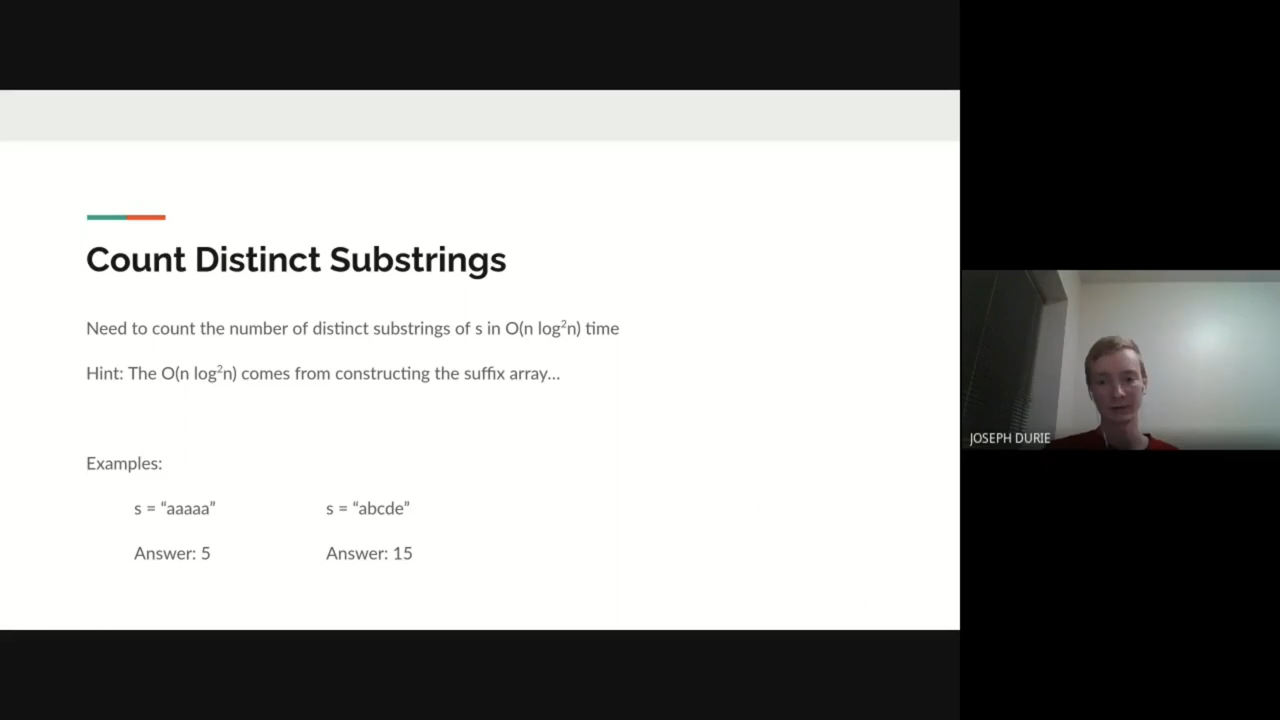 Count Distinct Substrings
Need to count the number of distinct substrings of s in O(n log²n) time
Hint: The O(n log²n) comes from constructing the suffix array...
Examples:
s = “aaaaa” s = “abcde”
Answer: 5 Answer: 15
JOSEPH DURIE